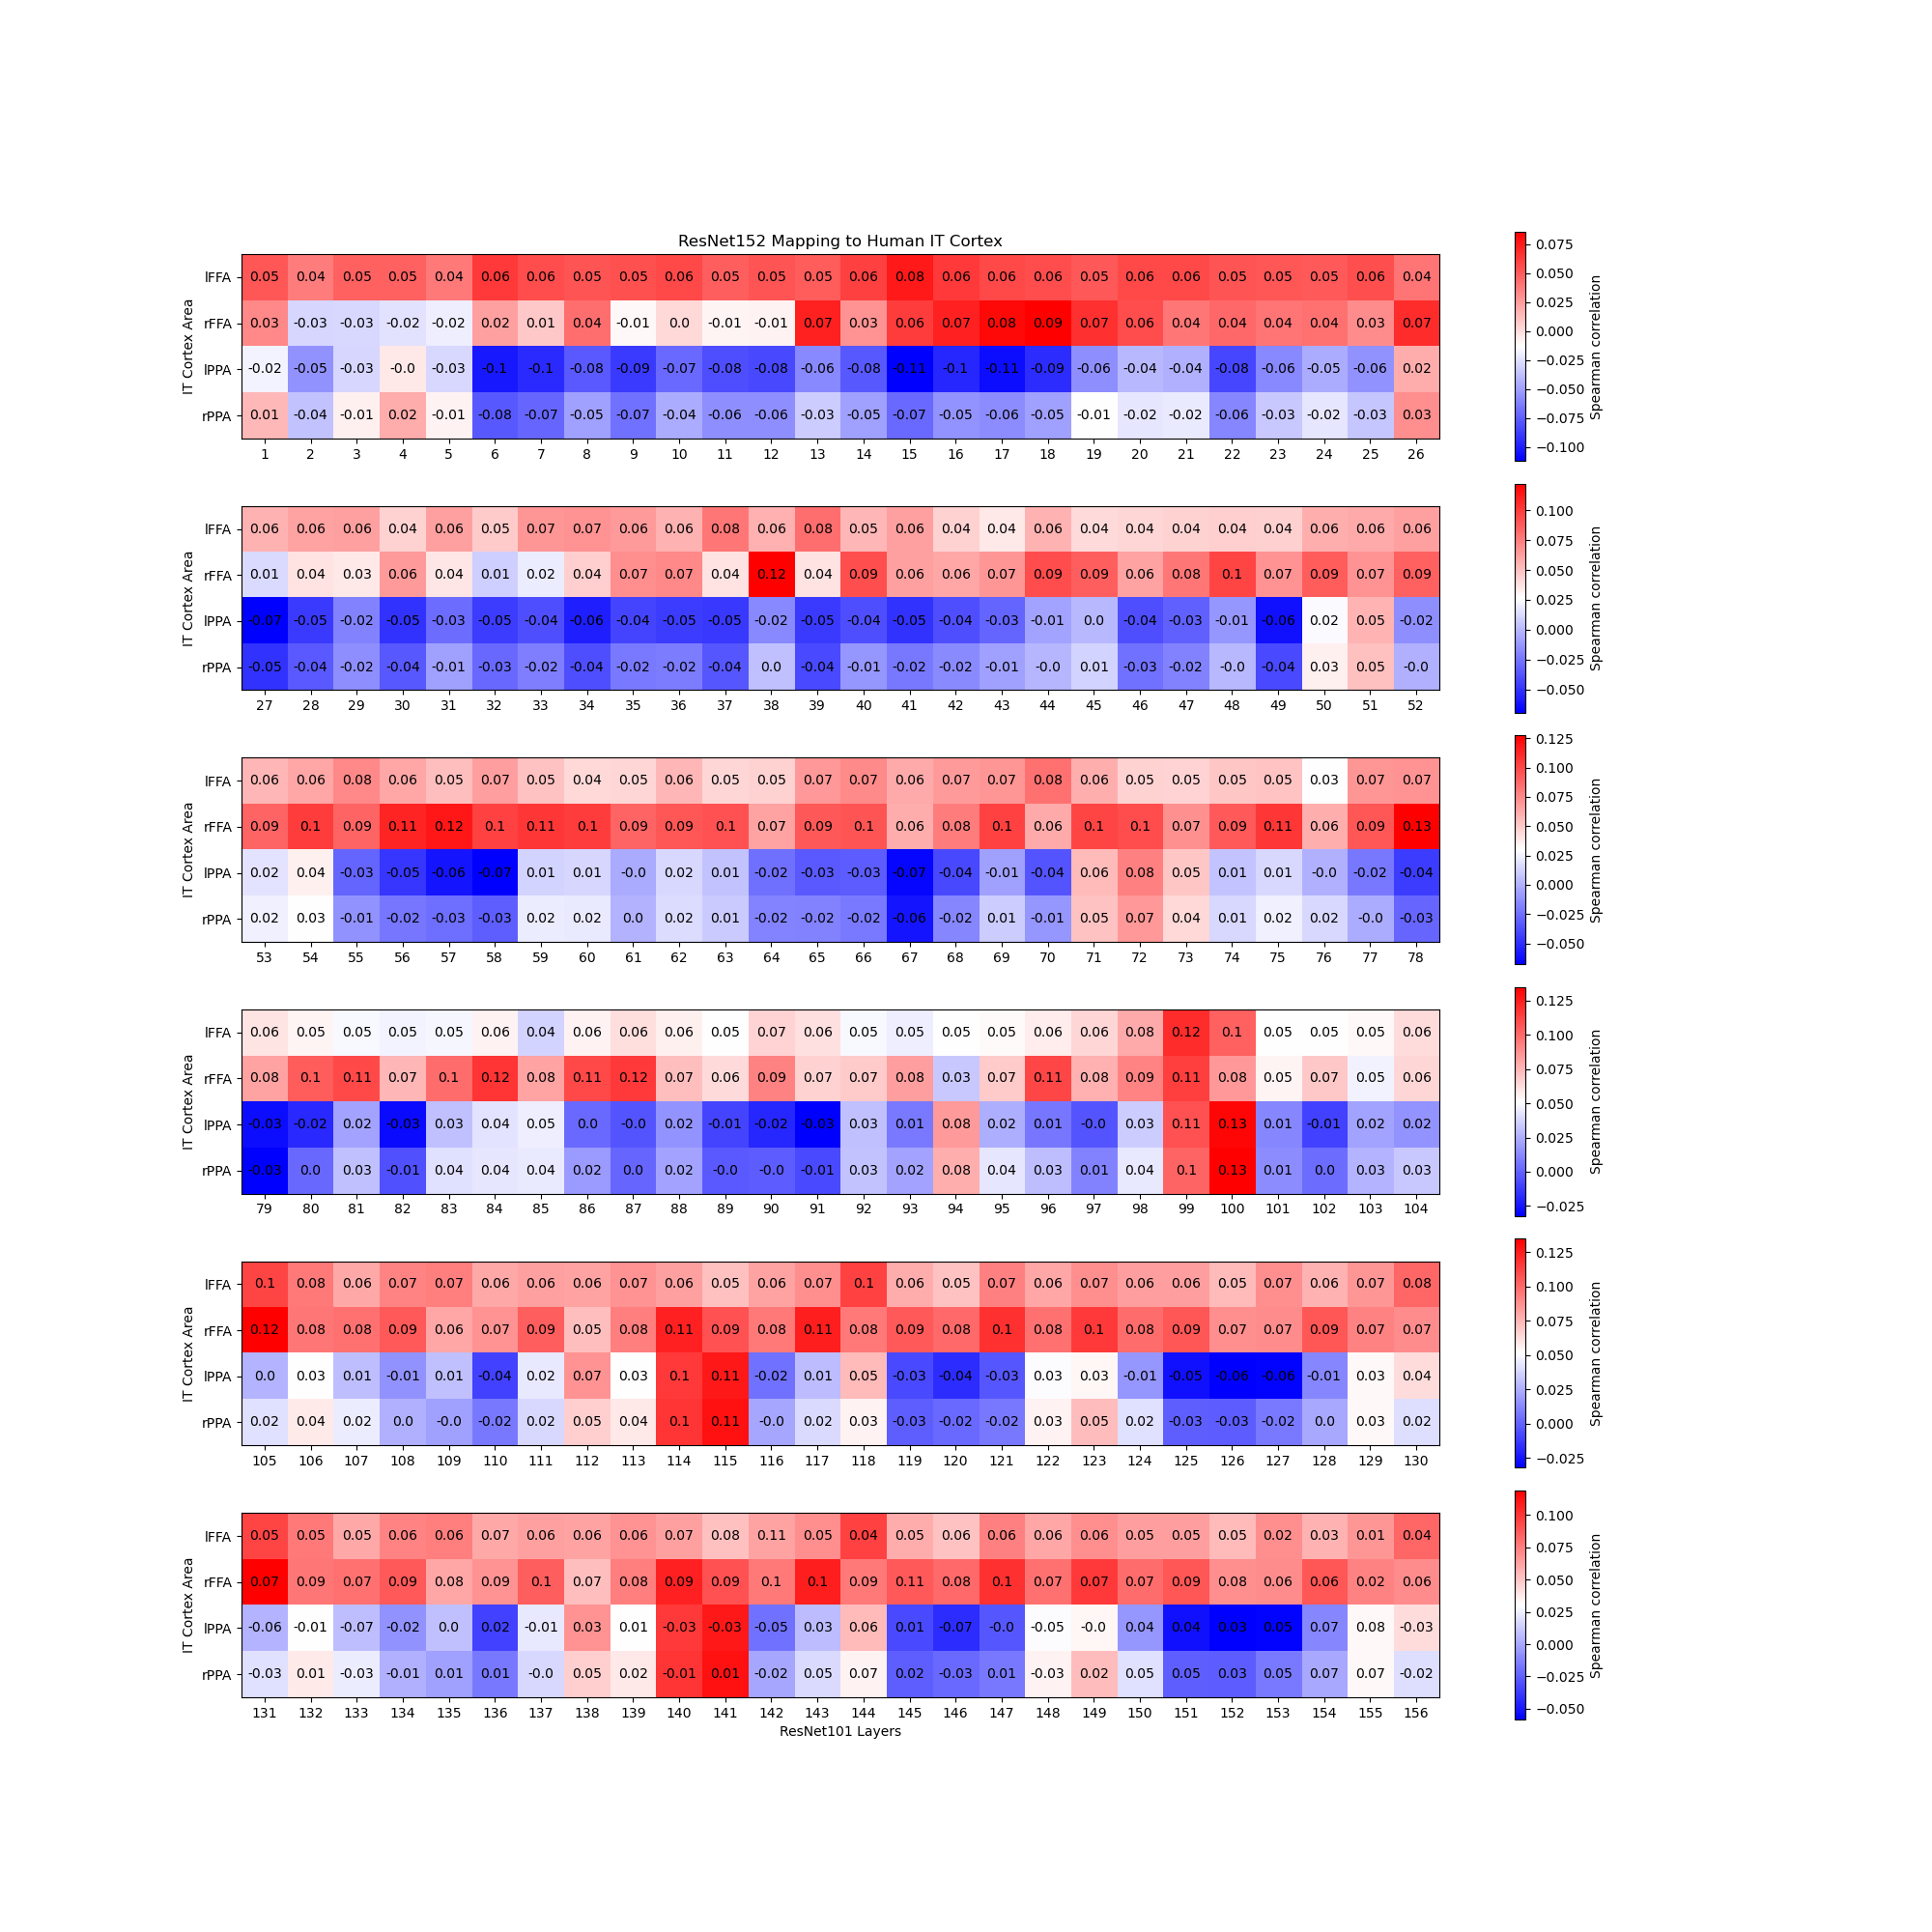 ResNet152 Mapping to Human IT Cortex
IT Cortex Area
lFFA 0.05 0.04 0.05 0.05 0.04 0.06 0.06 0.05 0.05 0.06 0.05 0.05 0.05 0.06 0.08 0.06 0.06 0.06 0.05 0.06 0.06 0.05 0.05 0.05 0.06 0.04
rFFA 0.03 -0.03 -0.03 -0.02 -0.02 0.02 0.01 0.04 -0.01 0.0 -0.01 -0.01 0.07 0.03 0.06 0.07 0.08 0.09 0.07 0.06 0.04 0.04 0.04 0.04 0.03 0.07
lPPA -0.02 -0.05 -0.03 -0.0 -0.03 -0.1 -0.1 -0.08 -0.09 -0.07 -0.08 -0.08 -0.06 -0.08 -0.11 -0.1 -0.11 -0.09 -0.06 -0.04 -0.04 -0.08 -0.06 -0.05 -0.06 0.02
rPPA 0.01 -0.04 -0.01 0.02 -0.01 -0.08 -0.07 -0.05 -0.07 -0.04 -0.06 -0.06 -0.03 -0.05 -0.07 -0.05 -0.06 -0.05 -0.01 -0.02 -0.02 -0.06 -0.03 -0.02 -0.03 0.03
1 2 3 4 5 6 7 8 9 10 11 12 13 14 15 16 17 18 19 20 21 22 23 24 25 26
0.075
0.050
0.025
0.000
−0.025
−0.050
−0.075
−0.100
Spearman correlation
IT Cortex Area
lFFA 0.06 0.06 0.06 0.04 0.06 0.05 0.07 0.07 0.06 0.06 0.08 0.06 0.08 0.05 0.06 0.04 0.04 0.06 0.04 0.04 0.04 0.04 0.04 0.06 0.06 0.06
rFFA 0.01 0.04 0.03 0.06 0.04 0.01 0.02 0.04 0.07 0.07 0.04 0.12 0.04 0.09 0.06 0.06 0.07 0.09 0.09 0.06 0.08 0.1 0.07 0.09 0.07 0.09
lPPA -0.07 -0.05 -0.02 -0.05 -0.03 -0.05 -0.04 -0.06 -0.04 -0.05 -0.05 -0.02 -0.05 -0.04 -0.05 -0.04 -0.03 -0.01 0.0 -0.04 -0.03 -0.01 -0.06 0.02 0.05 -0.02
rPPA -0.05 -0.04 -0.02 -0.04 -0.01 -0.03 -0.02 -0.04 -0.02 -0.02 -0.04 0.0 -0.04 -0.01 -0.02 -0.02 -0.01 -0.0 0.01 -0.03 -0.02 -0.0 -0.04 0.03 0.05 -0.0
27 28 29 30 31 32 33 34 35 36 37 38 39 40 41 42 43 44 45 46 47 48 49 50 51 52
0.100
0.075
0.050
0.025
0.000
−0.025
−0.050
Spearman correlation
IT Cortex Area
lFFA 0.06 0.06 0.08 0.06 0.05 0.07 0.05 0.04 0.05 0.06 0.05 0.05 0.07 0.07 0.06 0.07 0.07 0.08 0.06 0.05 0.05 0.05 0.05 0.03 0.07 0.07
rFFA 0.09 0.1 0.09 0.11 0.12 0.1 0.11 0.1 0.09 0.09 0.1 0.07 0.09 0.1 0.06 0.08 0.1 0.06 0.1 0.1 0.07 0.09 0.11 0.06 0.09 0.13
lPPA 0.02 0.04 -0.03 -0.05 -0.06 -0.07 0.01 0.01 -0.0 0.02 0.01 -0.02 -0.03 -0.03 -0.07 -0.04 -0.01 -0.04 0.06 0.08 0.05 0.01 0.01 -0.0 -0.02 -0.04
rPPA 0.02 0.03 -0.01 -0.02 -0.03 -0.03 0.02 0.02 0.0 0.02 0.01 -0.02 -0.02 -0.02 -0.06 -0.02 0.01 -0.01 0.05 0.07 0.04 0.01 0.02 0.02 -0.0 -0.03
53 54 55 56 57 58 59 60 61 62 63 64 65 66 67 68 69 70 71 72 73 74 75 76 77 78
0.125
0.100
0.075
0.050
0.025
0.000
−0.025
−0.050
Spearman correlation
IT Cortex Area
lFFA 0.06 0.05 0.05 0.05 0.05 0.06 0.04 0.06 0.06 0.06 0.05 0.07 0.06 0.05 0.05 0.05 0.05 0.06 0.06 0.08 0.12 0.1 0.05 0.05 0.05 0.06
rFFA 0.08 0.1 0.11 0.07 0.1 0.12 0.08 0.11 0.12 0.07 0.06 0.09 0.07 0.07 0.08 0.03 0.07 0.11 0.08 0.09 0.11 0.08 0.05 0.07 0.05 0.06
lPPA -0.03 -0.02 0.02 -0.03 0.03 0.04 0.05 0.0 -0.0 0.02 -0.01 -0.02 -0.03 0.03 0.01 0.08 0.02 0.01 -0.0 0.03 0.11 0.13 0.01 -0.01 0.02 0.02
rPPA -0.03 0.0 0.03 -0.01 0.04 0.04 0.04 0.02 0.0 0.02 -0.0 -0.0 -0.01 0.03 0.02 0.08 0.04 0.03 0.01 0.04 0.1 0.13 0.01 0.0 0.03 0.03
79 80 81 82 83 84 85 86 87 88 89 90 91 92 93 94 95 96 97 98 99 100 101 102 103 104
0.125
0.100
0.075
0.050
0.025
0.000
−0.025
Spearman correlation
IT Cortex Area
lFFA 0.1 0.08 0.06 0.07 0.07 0.06 0.06 0.06 0.07 0.06 0.05 0.06 0.07 0.1 0.06 0.05 0.07 0.06 0.07 0.06 0.06 0.05 0.07 0.06 0.07 0.08
rFFA 0.12 0.08 0.08 0.09 0.06 0.07 0.09 0.05 0.08 0.11 0.09 0.08 0.11 0.08 0.09 0.08 0.1 0.08 0.1 0.08 0.09 0.07 0.07 0.09 0.07 0.07
lPPA 0.0 0.03 0.01 -0.01 0.01 -0.04 0.02 0.07 0.03 0.1 0.11 -0.02 0.01 0.05 -0.03 -0.04 -0.03 0.03 0.03 -0.01 -0.05 -0.06 -0.06 -0.01 0.03 0.04
rPPA 0.02 0.04 0.02 0.0 -0.0 -0.02 0.02 0.05 0.04 0.1 0.11 -0.0 0.02 0.03 -0.03 -0.02 -0.02 0.03 0.05 0.02 -0.03 -0.03 -0.02 0.0 0.03 0.02
105 106 107 108 109 110 111 112 113 114 115 116 117 118 119 120 121 122 123 124 125 126 127 128 129 130
0.125
0.100
0.075
0.050
0.025
0.000
−0.025
Spearman correlation
IT Cortex Area
lFFA 0.05 0.05 0.05 0.06 0.06 0.07 0.06 0.06 0.06 0.07 0.08 0.11 0.05 0.04 0.05 0.06 0.06 0.06 0.06 0.05 0.05 0.05 0.02 0.03 0.01 0.04
rFFA 0.07 0.09 0.07 0.09 0.08 0.09 0.1 0.07 0.08 0.09 0.09 0.1 0.1 0.09 0.11 0.08 0.1 0.07 0.07 0.07 0.09 0.08 0.06 0.06 0.02 0.06
lPPA -0.06 -0.01 -0.07 -0.02 0.0 0.02 -0.01 0.03 0.01 -0.03 -0.03 -0.05 0.03 0.06 0.01 -0.07 -0.0 -0.05 -0.0 0.04 0.04 0.03 0.05 0.07 0.08 -0.03
rPPA -0.03 0.01 -0.03 -0.01 0.01 0.01 -0.0 0.05 0.02 -0.01 0.01 -0.02 0.05 0.07 0.02 -0.03 0.01 -0.03 0.02 0.05 0.05 0.03 0.05 0.07 0.07 -0.02
131 132 133 134 135 136 137 138 139 140 141 142 143 144 145 146 147 148 149 150 151 152 153 154 155 156
ResNet101 Layers
0.100
0.075
0.050
0.025
0.000
−0.025
−0.050
Spearman correlation